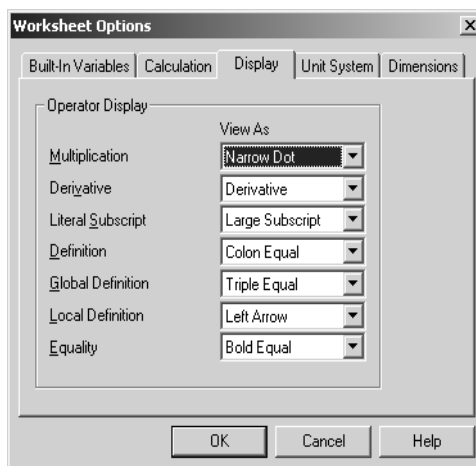 Worksheet Options
Built-In Variables Calculation Display Unit System Dimensions
Operator Display
View As
Multiplication Narrow Dot
Derivative Derivative
Literal Subscript Large Subscript
Definition Colon Equal
Global Definition Triple Equal
Local Definition Left Arrow
Equality Bold Equal
OK Cancel Help